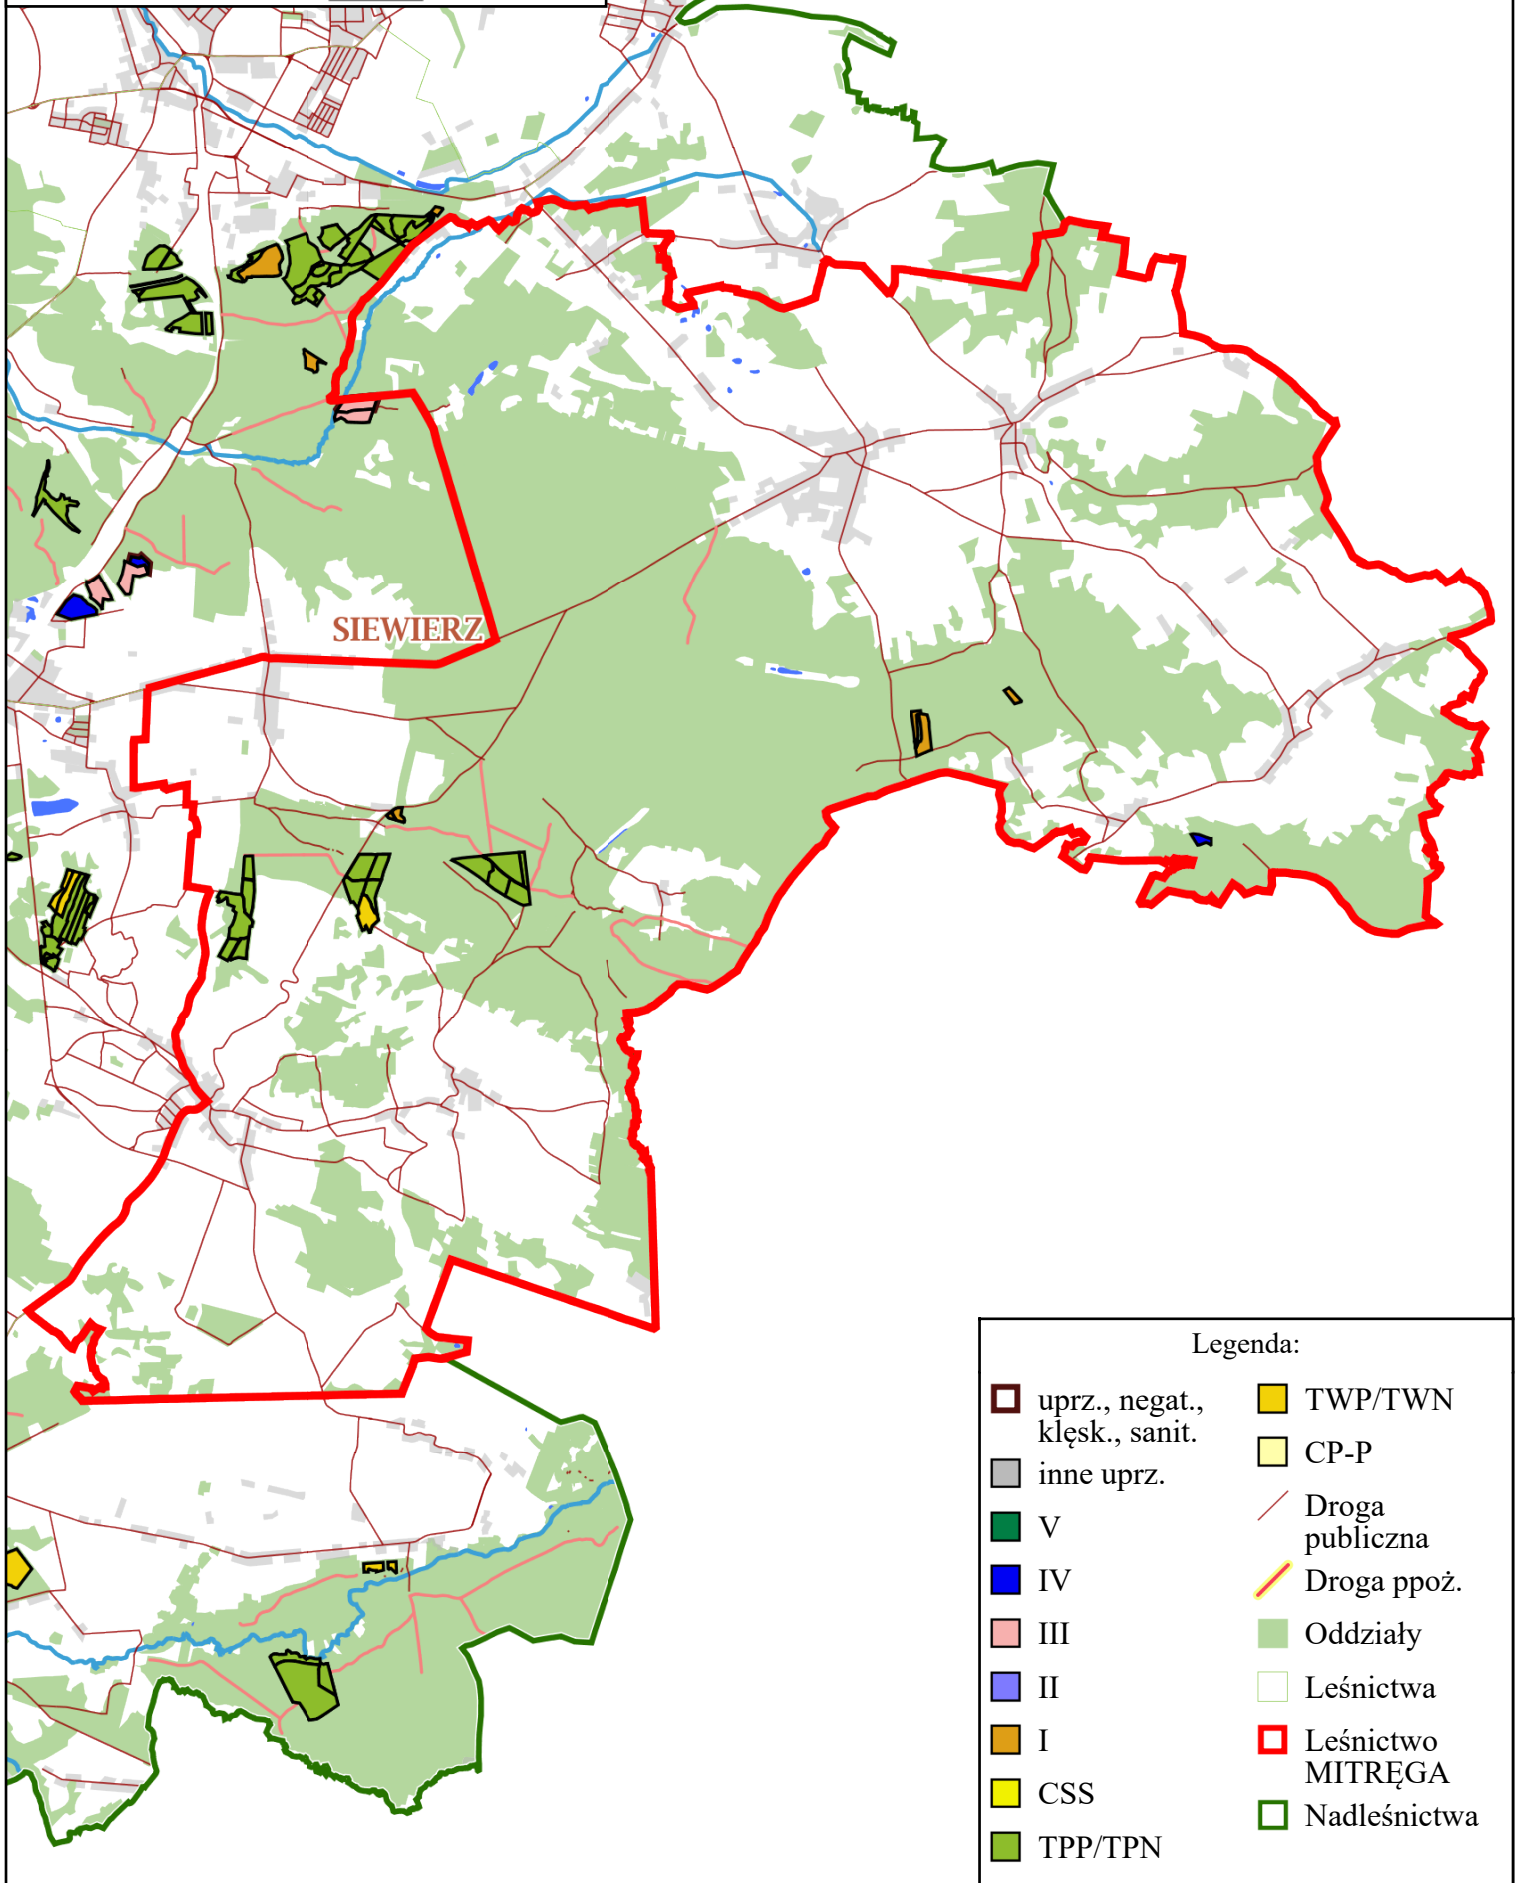 SIEWIERZ
Legenda:
uprz., negat.,
klęsk., sanit.
inne uprz.
V
IV
III
II
I
CSS
TPP/TPN
TWP/TWN
CP-P
Droga
publiczna
Droga ppoż.
Oddziały
Leśnictwa
Leśnictwo
MITRĘGA
Nadleśnictwa